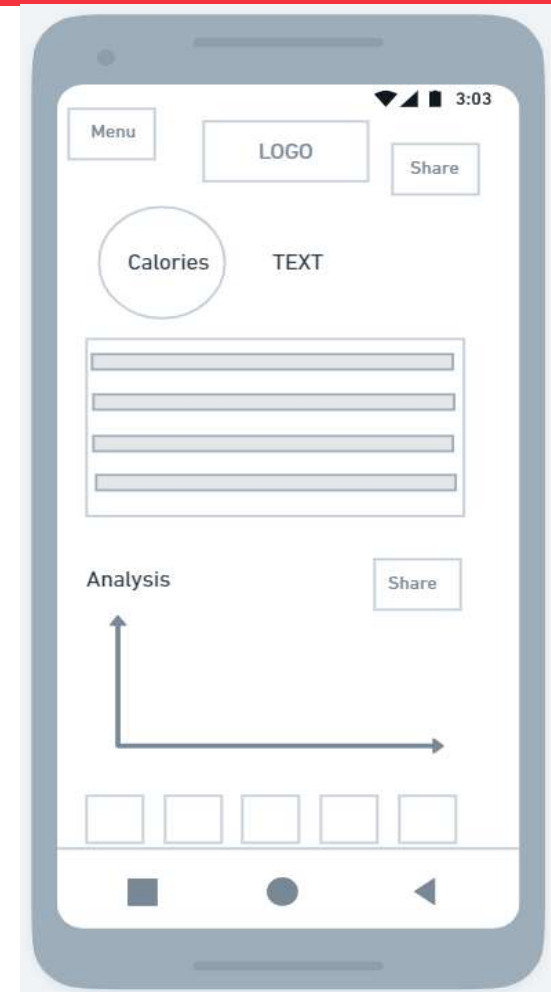 3:03
Menu
LOGO
Share
Calories
TEXT
Analysis
Share